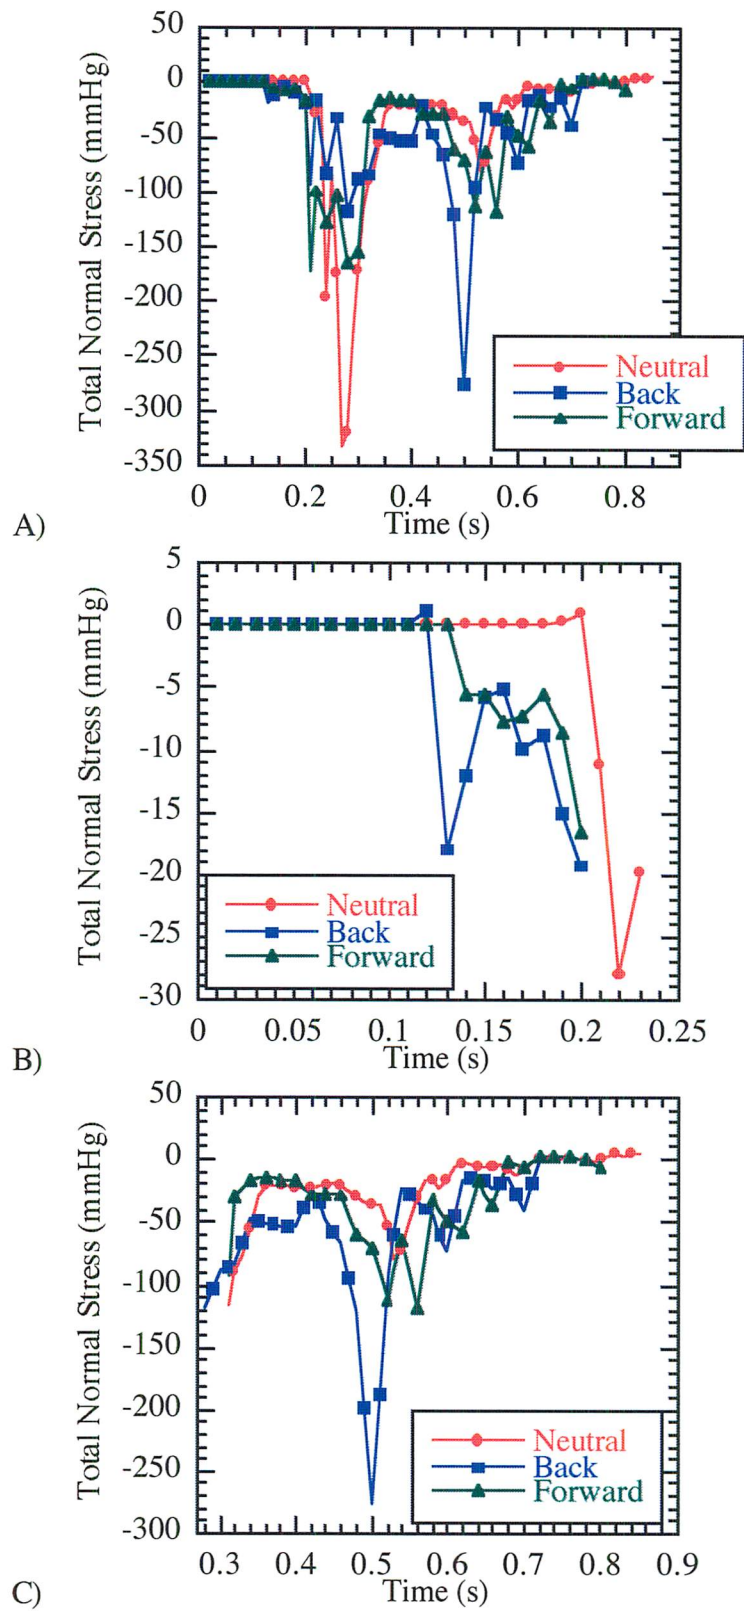 50
0
-50
-100
-150
-200
-250
-300
-350
Total Normal Stress (mmHg)
Neutral
Back
Forward
0 0.2 0.4 0.6 0.8
Time (s)
A)
5
0
-5
-10
-15
-20
-25
-30
Total Normal Stress (mmHg)
Neutral
Back
Forward
0 0.05 0.1 0.15 0.2 0.25
Time (s)
B)
50
0
-50
-100
-150
-200
-250
-300
Total Normal Stress (mmHg)
Neutral
Back
Forward
0.3 0.4 0.5 0.6 0.7 0.8 0.9
Time (s)
C)